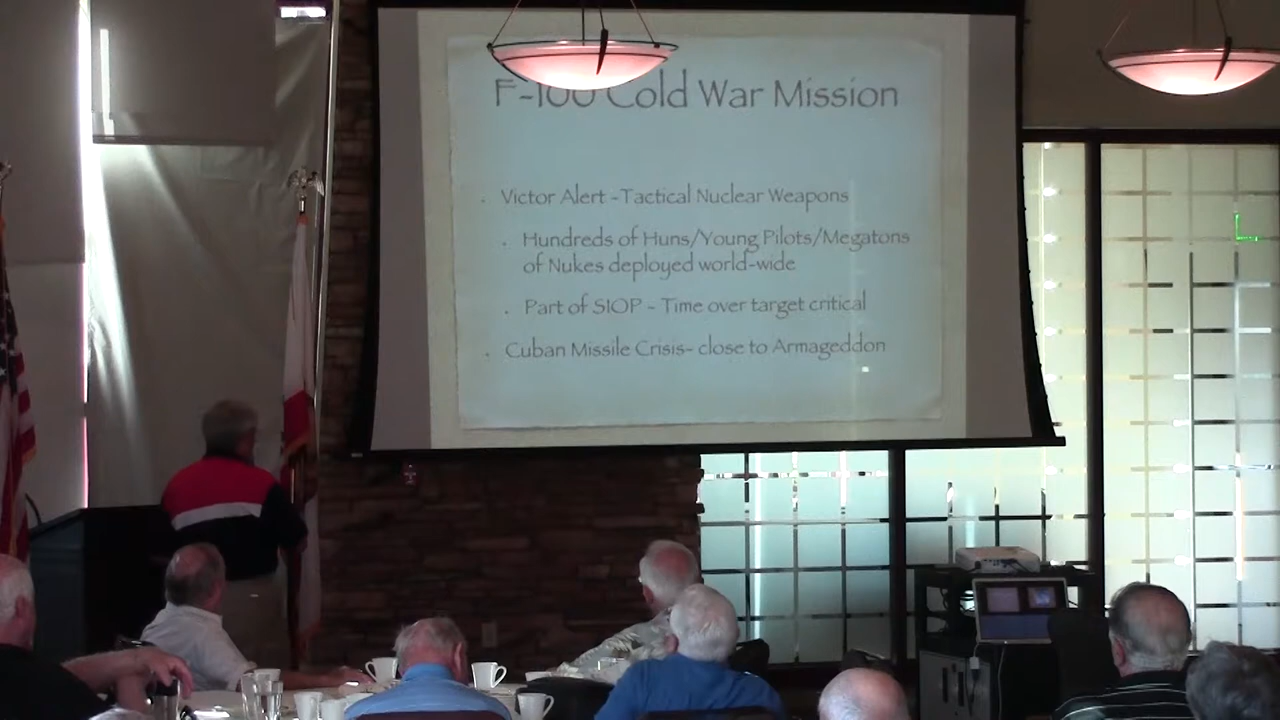 F-100 Cold War Mission
Victor Alert -Tactical Nuclear Weapons
Hundreds of Huns/Young Pilots/Megatons
of Nukes deployed world-wide
Part of SIOP - Time over target critical
Cuban Missile Crisis- close to Armageddon